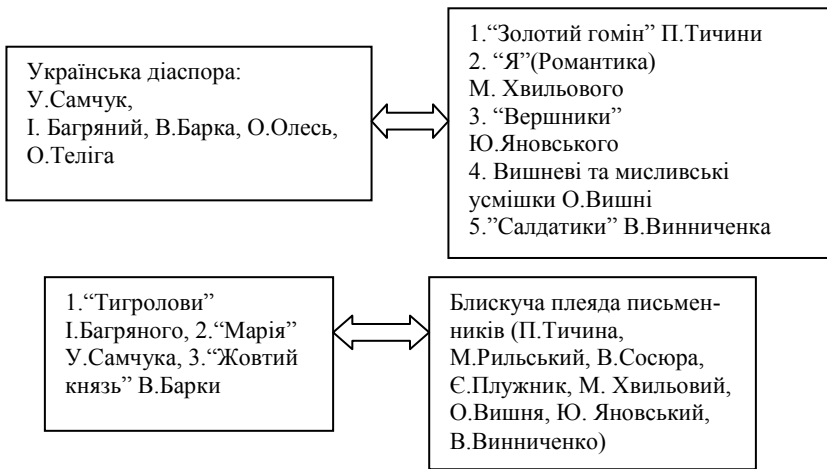 Українська діаспора:
У.Самчук,
І. Багряний, В.Барка, О.Олесь,
О.Теліга
1.“Золотий гомін” П.Тичини
2. “Я”(Романтика)
М. Хвильового
3. “Вершники”
Ю.Яновського
4. Вишневі та мисливські
усмішки О.Вишні
5.”Салдатики” В.Винниченка
1.“Тигролови”
І.Багряного, 2.“Марія”
У.Самчука, 3.“Жовтий
князь” В.Барки
Блискуча плеяда письмен-
ників (П.Тичина,
М.Рильський, В.Сосюра,
Є.Плужник, М. Хвильовий,
О.Вишня, Ю. Яновський,
В.Винниченко)